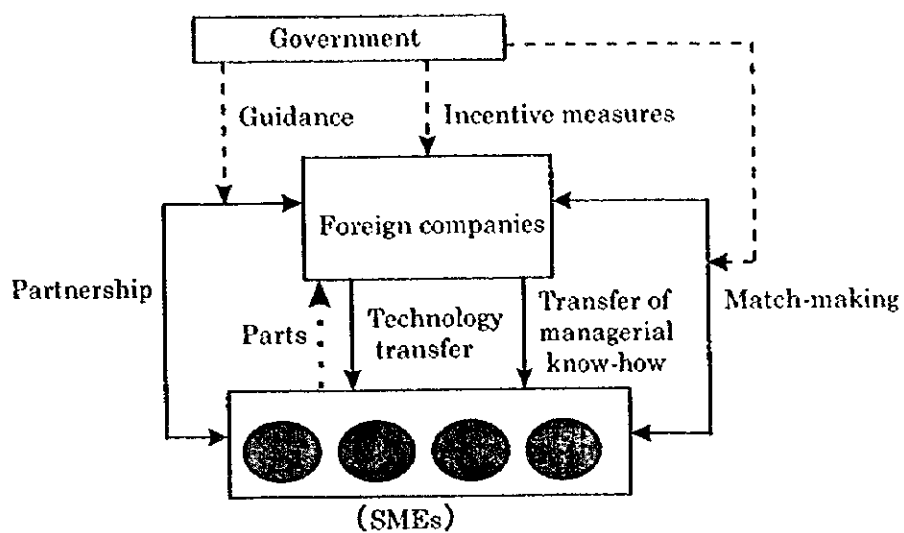 Government
Guidance
Incentive measures
Foreign companies
Partnership
Match-making
Parts
Technology
transfer
Transfer of
managerial
know-how
(SMEs)